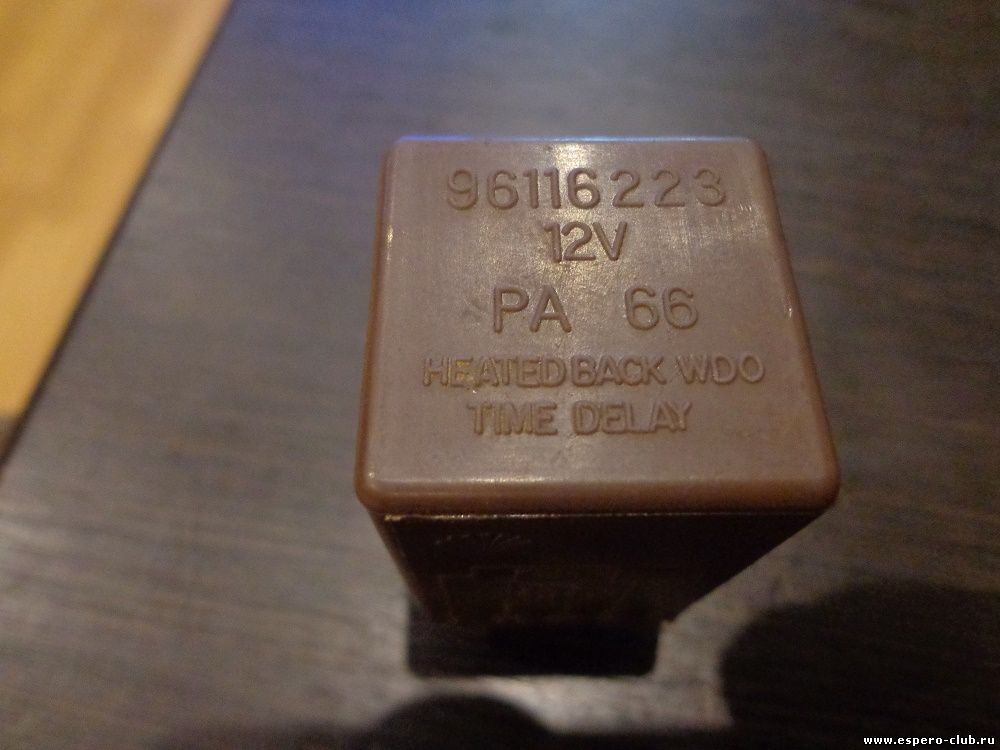 96116223
12V
PA 66
HEATED BACK WDO
TIME DELAY
www.espero-club.ru